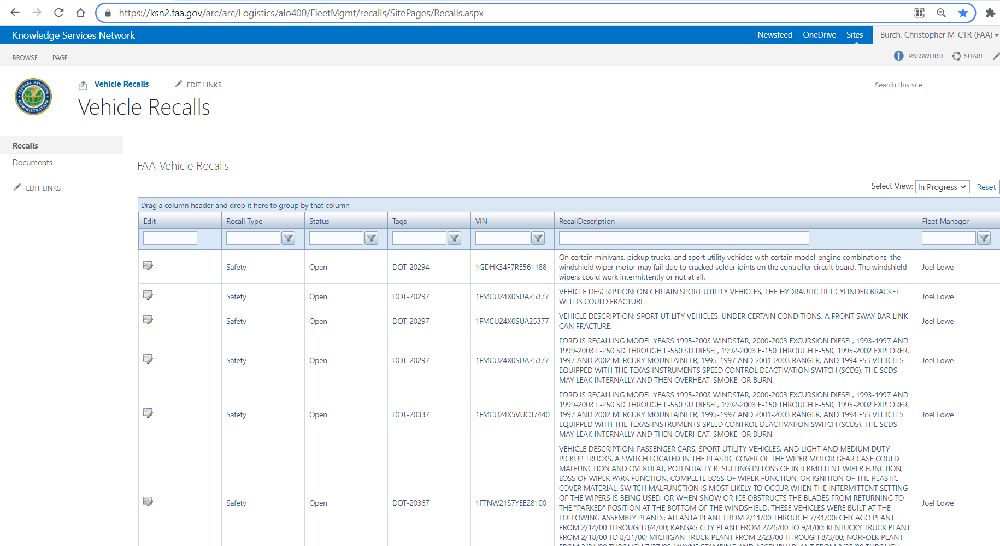 https://ksn2.faa.gov/arc/arc/Logistics/alo400/FleetMgmt/recalls/SitePages/Recalls.aspx
Knowledge Services Network
Newsfeed OneDrive Sites Burch, Christopher M-CTR (FAA)
BROWSE PAGE
PASSWORD SHARE
FEDERAL AVIATION ADMINISTRATION
Vehicle Recalls EDIT LINKS
Search this site
Vehicle Recalls
Recalls
Documents
EDIT LINKS
FAA Vehicle Recalls
Select View: In Progress Reset
Drag a column header and drop it here to group by that column
Edit Recall Type Status Tags VIN RecallDescription Fleet Manager
Safety Open DOT-20294 1GDHK34F7RE561188 On certain minivans, pickup trucks, and sport utility vehicles with certain model-engine combinations, the
windshield wiper motor may fail due to cracked solder joints on the controller circuit board. The windshield
wipers could work intermittently or not at all.
Joel Lowe
Safety Open DOT-20297 1FMCU24X0SUA25377 VEHICLE DESCRIPTION: ON CERTAIN SPORT UTILITY VEHICLES, THE HYDRAULIC LIFT CYLINDER BRACKET
WELDS COULD FRACTURE.
Joel Lowe
Safety Open DOT-20297 1FMCU24X0SUA25377 VEHICLE DESCRIPTION: SPORT UTILITY VEHICLES. UNDER CERTAIN CONDITIONS, A FRONT SWAY BAR LINK
CAN FRACTURE.
Joel Lowe
Safety Open DOT-20297 1FMCU24X0SUA25377 FORD IS RECALLING MODEL YEARS 1995-2003 WINDSTAR, 2000-2003 EXCURSION DIESEL, 1993-1997 AND
1999-2003 F-250 SD THROUGH F-550 SD DIESEL, 1992-2003 E-150 THROUGH E-550, 1995-2002 EXPLORER,
1997 AND 2002 MERCURY MOUNTAINEER, 1995-1997 AND 2001-2003 RANGER, AND 1994 F53 VEHICLES
EQUIPPED WITH THE TEXAS INSTRUMENTS SPEED CONTROL DEACTIVATION SWITCH (SCDS). THE SCDS
MAY LEAK INTERNALLY AND THEN OVERHEAT, SMOKE, OR BURN.
Joel Lowe
Safety Open DOT-20337 1FMCU24X5VUC37440 FORD IS RECALLING MODEL YEARS 1995-2003 WINDSTAR, 2000-2003 EXCURSION DIESEL, 1993-1997 AND
1999-2003 F-250 SD THROUGH F-550 SD DIESEL, 1992-2003 E-150 THROUGH E-550, 1995-2002 EXPLORER,
1997 AND 2002 MERCURY MOUNTAINEER, 1995-1997 AND 2001-2003 RANGER, AND 1994 F53 VEHICLES
EQUIPPED WITH THE TEXAS INSTRUMENTS SPEED CONTROL DEACTIVATION SWITCH (SCDS). THE SCDS
MAY LEAK INTERNALLY AND THEN OVERHEAT, SMOKE, OR BURN.
Joel Lowe
Safety Open DOT-20367 1FTNW21S7YEE28100 VEHICLE DESCRIPTION: PASSENGER CARS, SPORT UTILITY VEHICLES, AND LIGHT AND MEDIUM DUTY
PICKUP TRUCKS. A SWITCH LOCATED IN THE PLASTIC COVER OF THE WIPER MOTOR GEAR CASE COULD
MALFUNCTION AND OVERHEAT, POTENTIALLY RESULTING IN LOSS OF INTERMITTENT WIPER FUNCTION,
LOSS OF WIPER PARK FUNCTION, COMPLETE LOSS OF WIPER FUNCTION, OR IGNITION OF THE PLASTIC
COVER MATERIAL. SWITCH MALFUNCTION IS MOST LIKELY TO OCCUR WHEN THE INTERMITTENT SETTING
OF THE WIPERS IS BEING USED, OR WHEN SNOW OR ICE OBSTRUCTS THE BLADES FROM RETURNING TO
THE "PARKED" POSITION AT THE BOTTOM OF THE WINDSHIELD. THESE VEHICLES WERE BUILT AT THE
FOLLOWING ASSEMBLY PLANTS: ATLANTA PLANT FROM 2/11/00 THROUGH 7/31/00; CHICAGO PLANT
FROM 2/14/00 THROUGH 8/4/00; KANSAS CITY PLANT FROM 2/26/00 TO 9/4/00; KENTUCKY TRUCK PLANT
FROM 2/18/00 TO 8/31/00; MICHIGAN TRUCK PLANT FROM 2/23/00 THROUGH 8/3/00; NORFOLK PLANT
Joel Lowe